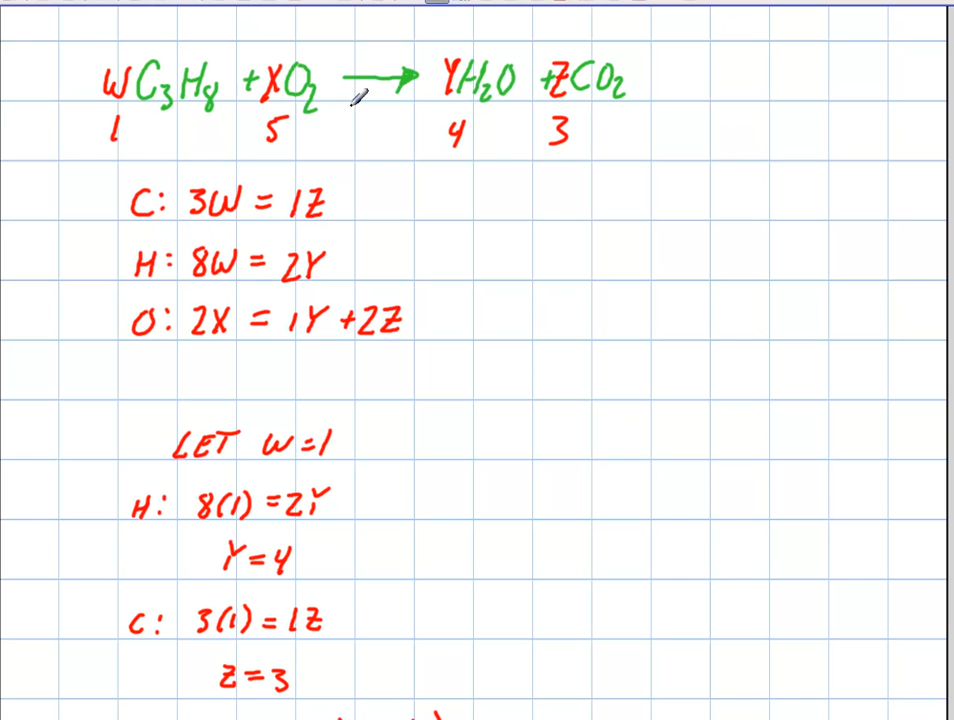 WC₃H₈ + XO₂ → YH₂O + ZCO₂
1 5 4 3
C: 3W = 1Z
H: 8W = 2Y
O: 2X = 1Y + 2Z
LET W = 1
H: 8(1) = 2Y
Y = 4
C: 3(1) = 1Z
Z = 3